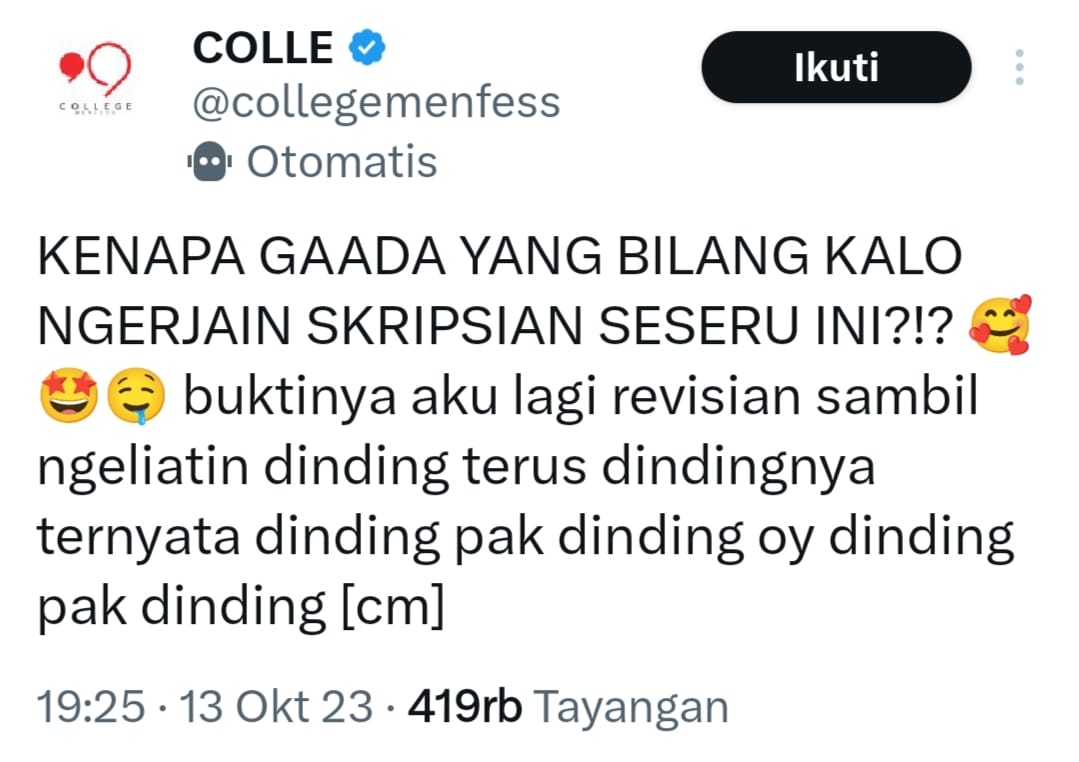 COLLE
Ikuti
@collegemenfess
Otomatis
COLLEGE
MENFESS
KENAPA GAADA YANG BILANG KALO
NGERJAIN SKRIPSIAN SESERU INI?!? 🥰
🤩🤤 buktinya aku lagi revisian sambil
ngeliatin dinding terus dindingnya
ternyata dinding pak dinding oy dinding
pak dinding [cm]
19:25 · 13 Okt 23 · 419rb Tayangan